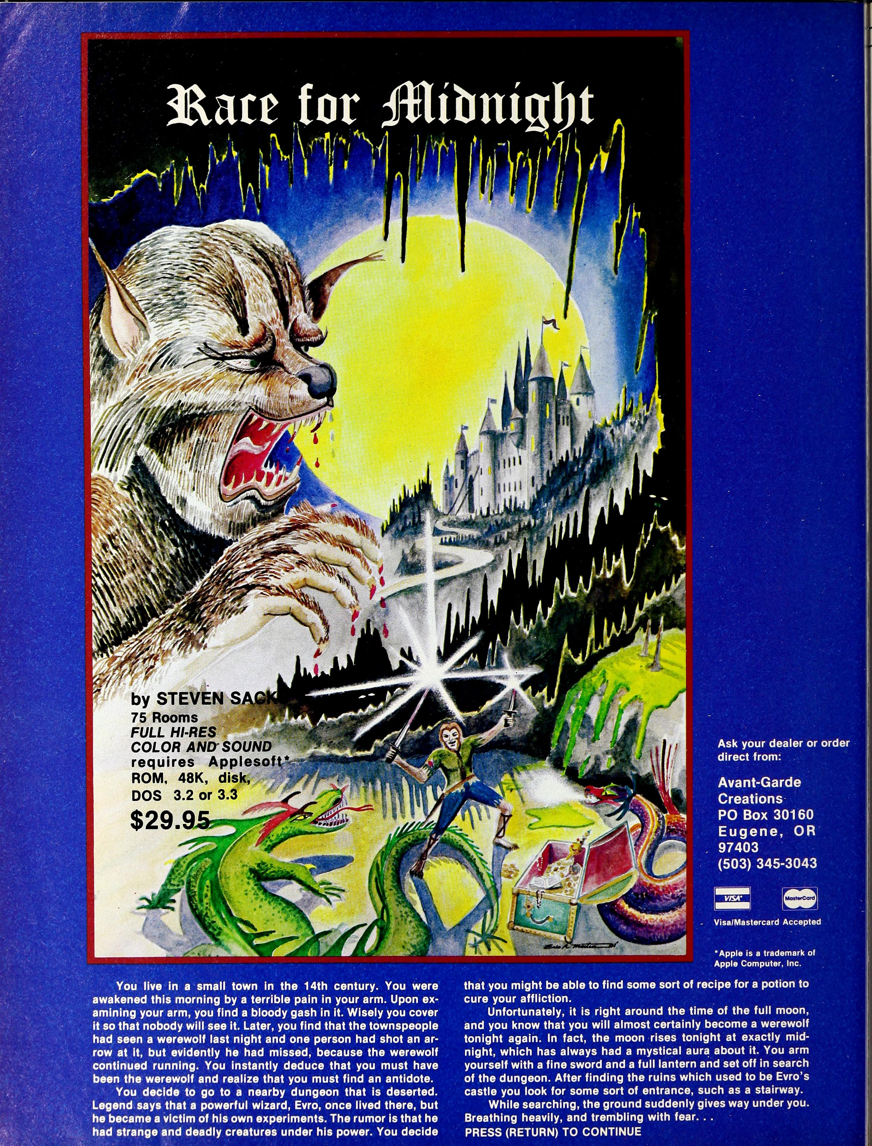 Race for Midnight
by STEVEN SACK
75 Rooms
FULL HI-RES
COLOR AND SOUND
requires Applesoft*
ROM, 48K, disk,
DOS 3.2 or 3.3
$29.95
Ask your dealer or order
direct from:
Avant-Garde
Creations
PO Box 30160
Eugene, OR
97403
(503) 345-3043
VISA®
MasterCard
Visa/Mastercard Accepted
*Apple is a trademark of
Apple Computer, Inc.
You live in a small town in the 14th century. You were
awakened this morning by a terrible pain in your arm. Upon ex-
amining your arm, you find a bloody gash in it. Wisely you cover
it so that nobody will see it. Later, you find that the townspeople
had seen a werewolf last night and one person had shot an ar-
row at it, but evidently he had missed, because the werewolf
continued running. You instantly deduce that you must have
been the werewolf and realize that you must find an antidote.
You decide to go to a nearby dungeon that is deserted.
Legend says that a powerful wizard, Evro, once lived there, but
he became a victim of his own experiments. The rumor is that he
had strange and deadly creatures under his power. You decide
that you might be able to find some sort of recipe for a potion to
cure your affliction.
Unfortunately, it is right around the time of the full moon,
and you know that you will almost certainly become a werewolf
tonight again. In fact, the moon rises tonight at exactly mid-
night, which has always had a mystical aura about it. You arm
yourself with a fine sword and a full lantern and set off in search
of the dungeon. After finding the ruins which used to be Evro's
castle you look for some sort of entrance, such as a stairway.
While searching, the ground suddenly gives way under you.
Breathing heavily, and trembling with fear. . .
PRESS (RETURN) TO CONTINUE